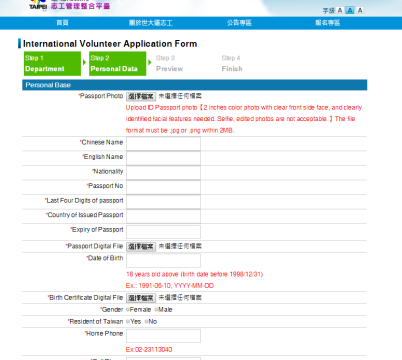 TAIPEI 志工管理整合平臺
字級 A A A
首頁 關於世大運志工 公告專區 報名專區
International Volunteer Application Form
Step 1 Step 2 Step 3 Step 4
Department Personal Data Preview Finish
Personal Base
*Passport Photo 選擇檔案 未選擇任何檔案
Upload ID Passport photo【2 inches color photo with clear front side face, and clearly
identified facial features needed. Selfie, edited photos are not acceptable.】The file
format must be .jpg or .png within 2MB.
*Chinese Name
*English Name
*Nationality
*Passport No
*Last Four Digits of passport
*Country of Issued Passport
*Expiry of Passport
*Passport Digital File 選擇檔案 未選擇任何檔案
*Date of Birth
18 years old above (birth date before 1998/12/31)
Ex.: 1991-06-10, YYYY-MM-DD
*Birth Certificate Digital File 選擇檔案 未選擇任何檔案
*Gender Female Male
*Resident of Taiwan Yes No
*Home Phone
Ex:02-23113040